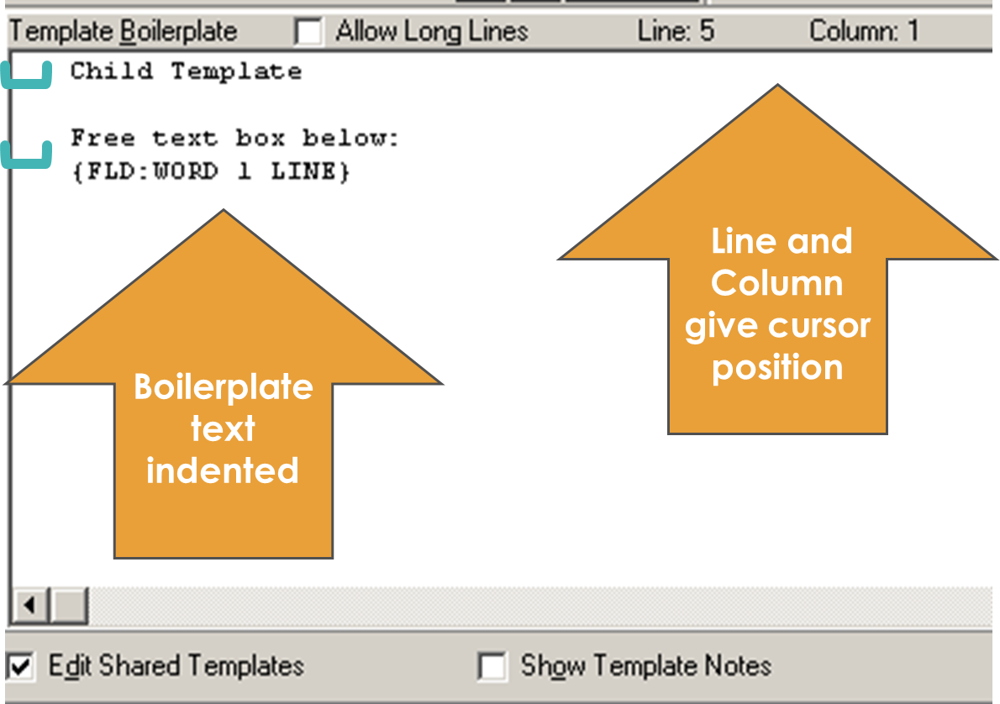 Template Boilerplate Allow Long Lines Line: 5 Column: 1
Child Template
Free text box below:
{FLD:WORD 1 LINE}
Line and
Column
give cursor
position
Boilerplate
text
indented
Edit Shared Templates Show Template Notes